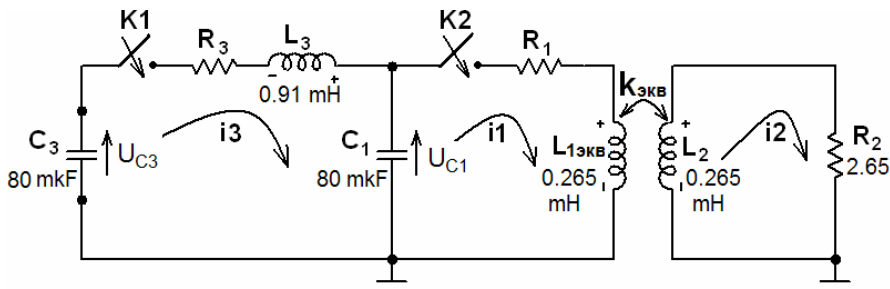 K1
R3
L3
0.91 mH
K2
R1
kэкв
C3
80 mkF
UC3
i3
C1
80 mkF
UC1
i1
L1экв
0.265
mH
L2
0.265
mH
i2
R2
2.65